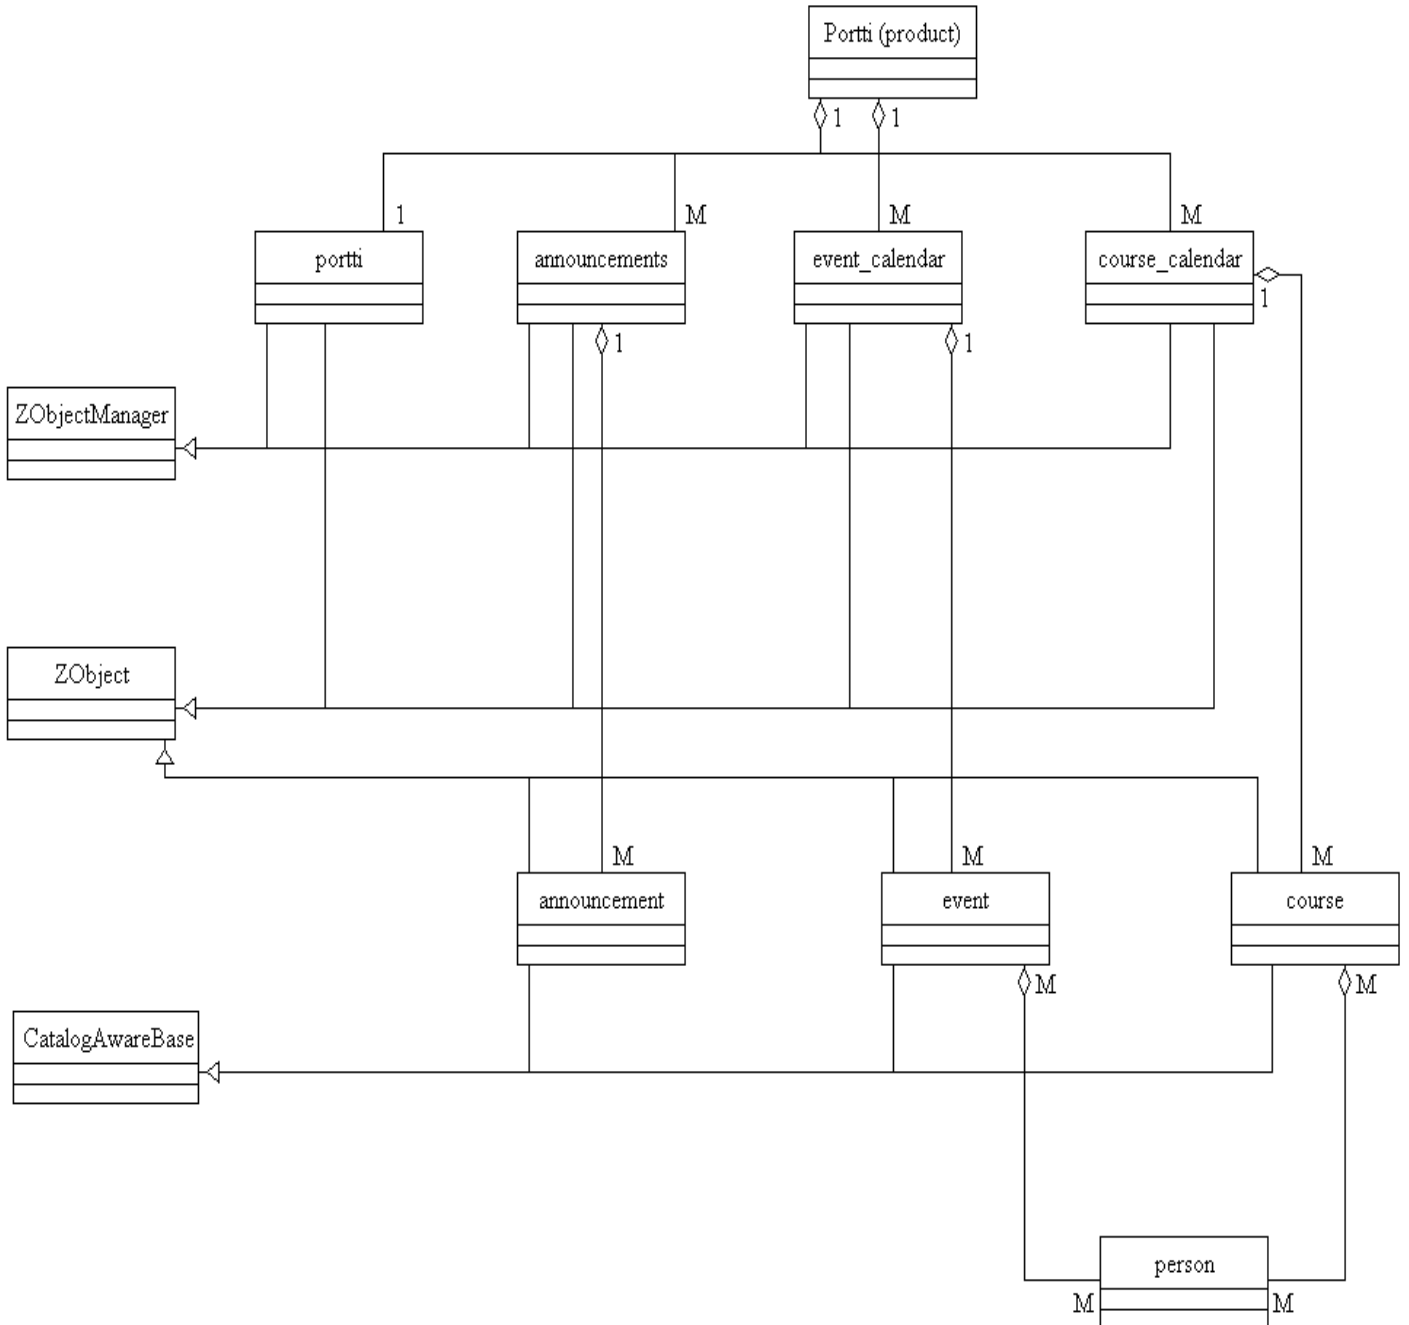 Portti (product)
1 1
1 M M M
portti announcements event_calendar course_calendar
1
1 1
ZObjectManager
ZObject
M M M
announcement event course
M M
CatalogAwareBase
person
M M